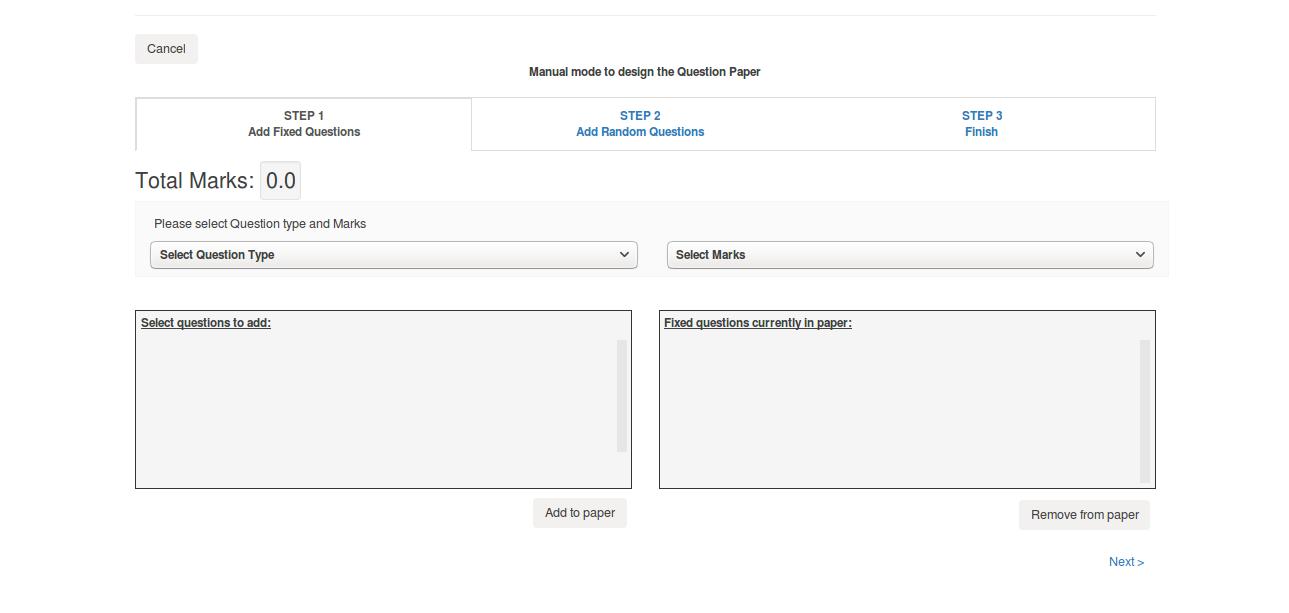 Cancel
Manual mode to design the Question Paper
STEP 1
Add Fixed Questions
STEP 2
Add Random Questions
STEP 3
Finish
Total Marks: 0.0
Please select Question type and Marks
Select Question Type
Select Marks
Select questions to add:
Fixed questions currently in paper:
Add to paper
Remove from paper
Next >